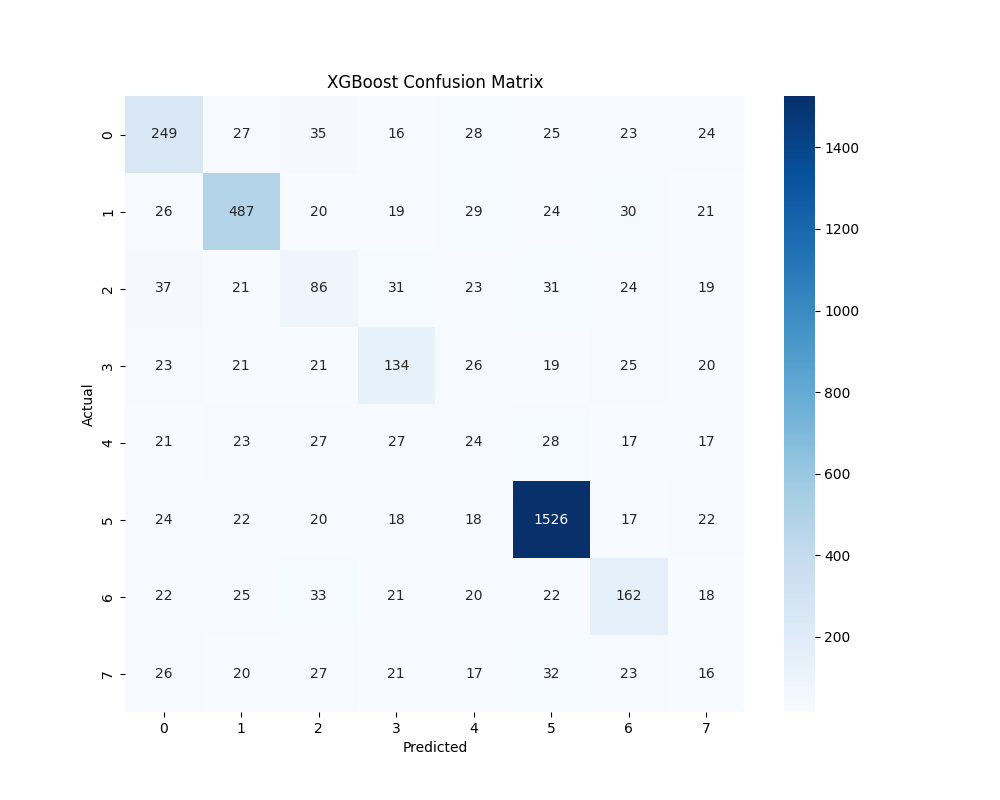 XGBoost Confusion Matrix
0 249 27 35 16 28 25 23 24
1 26 487 20 19 29 24 30 21
2 37 21 86 31 23 31 24 19
3 23 21 21 134 26 19 25 20
4 21 23 27 27 24 28 17 17
5 24 22 20 18 18 1526 17 22
6 22 25 33 21 20 22 162 18
7 26 20 27 21 17 32 23 16
0 1 2 3 4 5 6 7
Predicted
Actual
1400
1200
1000
800
600
400
200